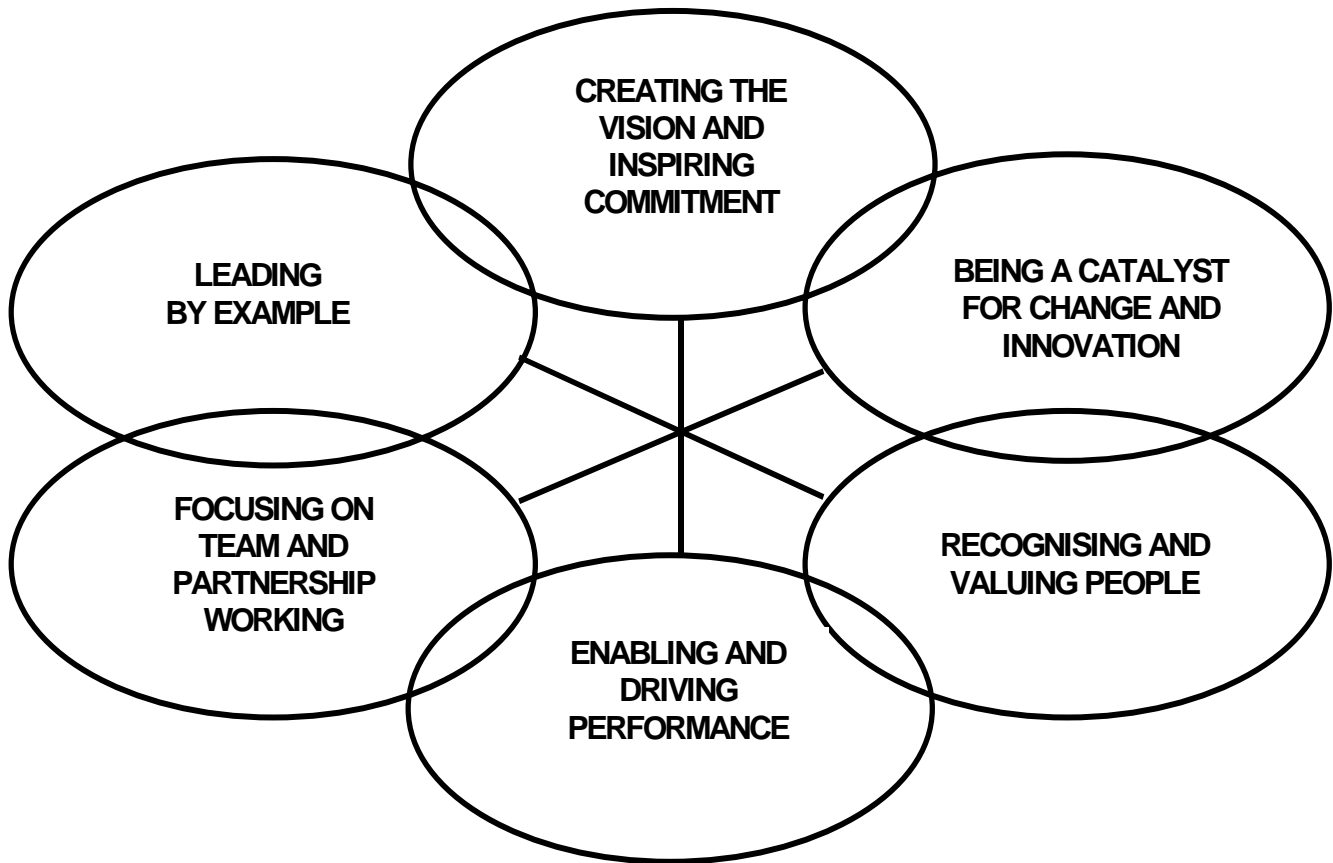 CREATING THE
VISION AND
INSPIRING
COMMITMENT
LEADING
BY EXAMPLE
BEING A CATALYST
FOR CHANGE AND
INNOVATION
FOCUSING ON
TEAM AND
PARTNERSHIP
WORKING
RECOGNISING AND
VALUING PEOPLE
ENABLING AND
DRIVING
PERFORMANCE